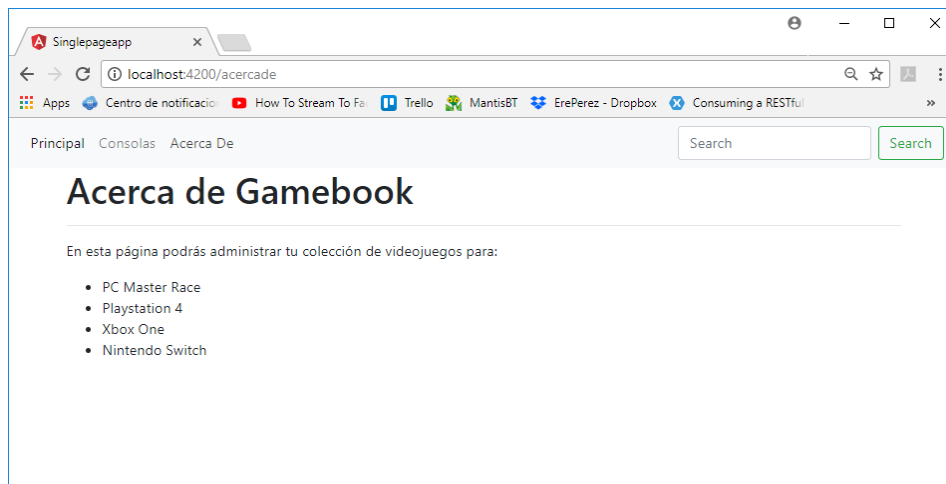 Singlepageapp
localhost:4200/acercade
Apps Centro de notificacio How To Stream To Fa Trello MantisBT ErePerez - Dropbox Consuming a RESTful »
Principal Consolas Acerca De Search Search
Acerca de Gamebook
En esta página podrás administrar tu colección de videojuegos para:
• PC Master Race
• Playstation 4
• Xbox One
• Nintendo Switch